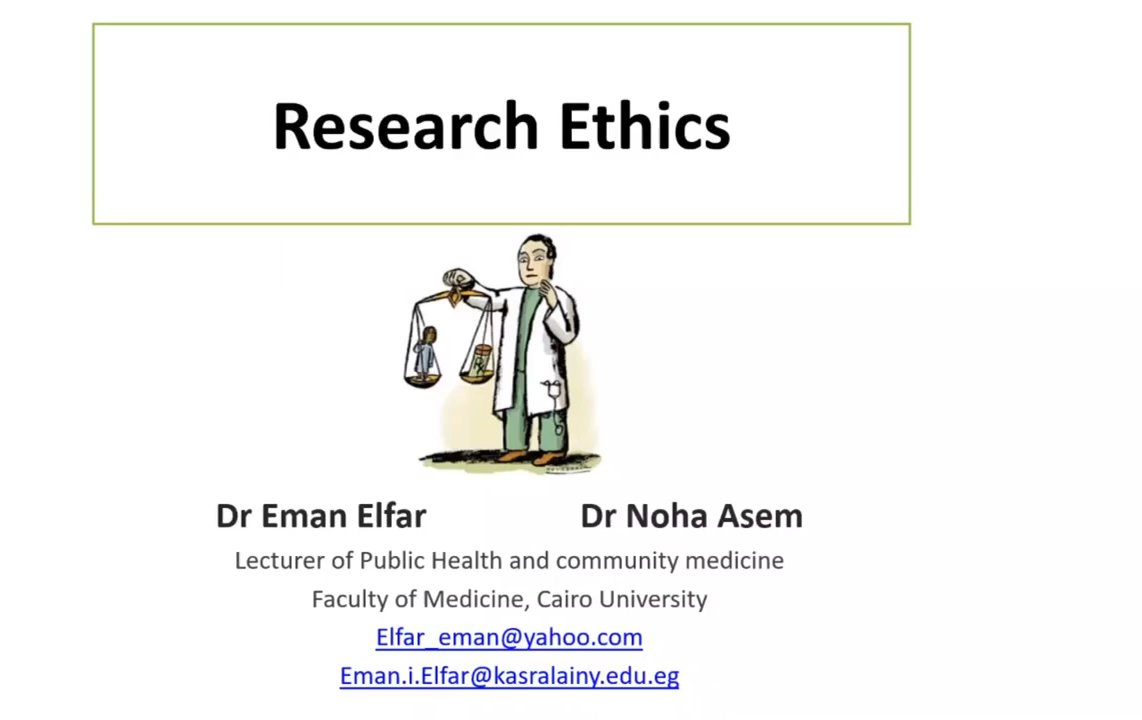 Research Ethics
Dr Eman Elfar Dr Noha Asem
Lecturer of Public Health and community medicine
Faculty of Medicine, Cairo University
Elfar_eman@yahoo.com
Eman.i.Elfar@kasralainy.edu.eg